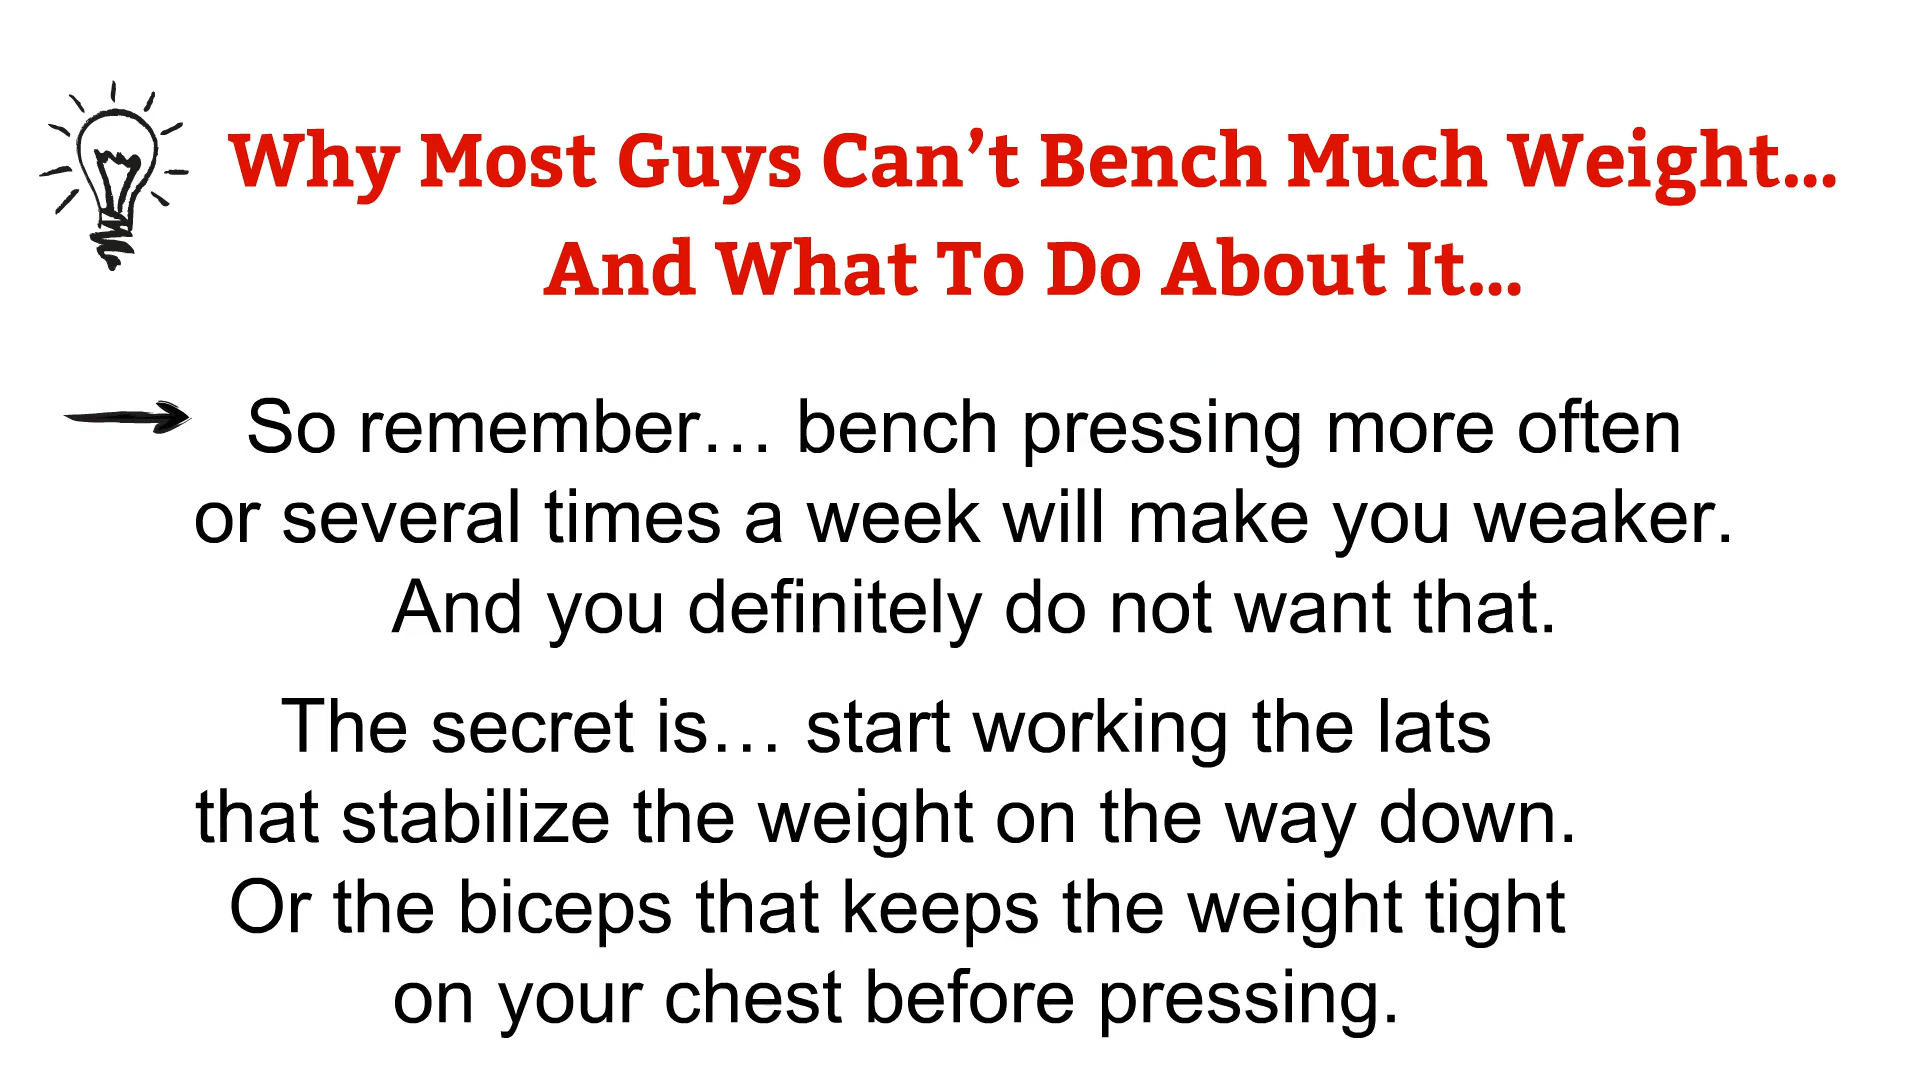 Why Most Guys Can’t Bench Much Weight...
And What To Do About It...
So remember… bench pressing more often
or several times a week will make you weaker.
And you definitely do not want that.
The secret is… start working the lats
that stabilize the weight on the way down.
Or the biceps that keeps the weight tight
on your chest before pressing.